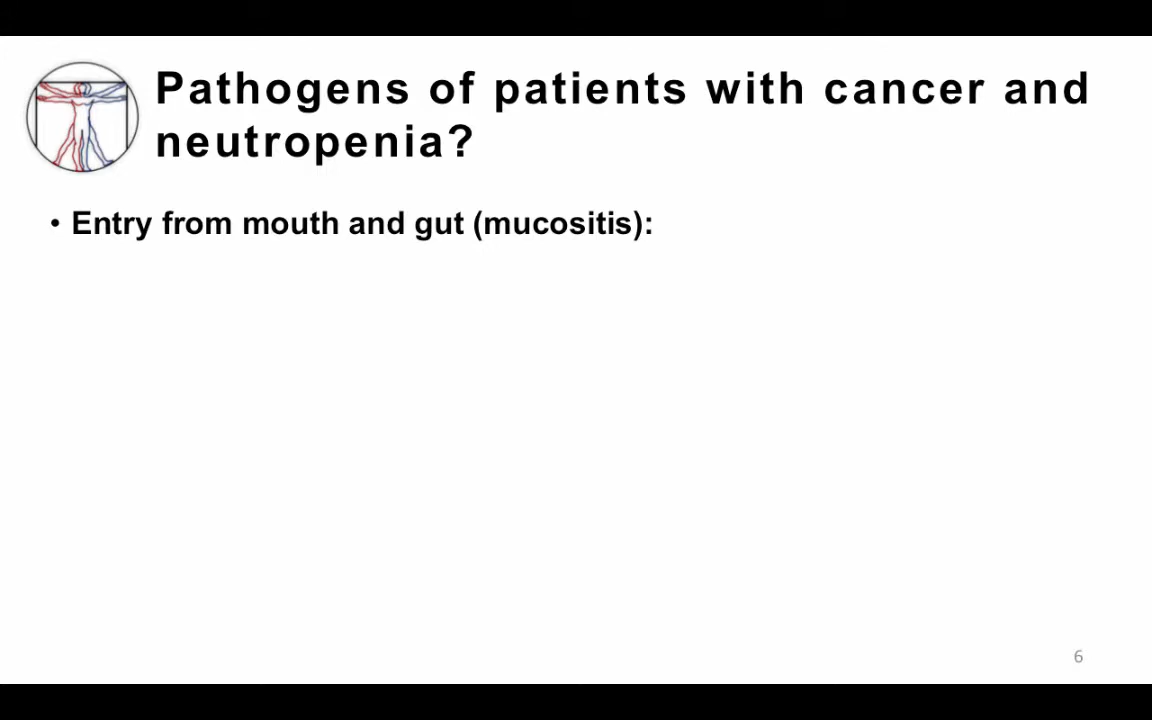 Pathogens of patients with cancer and
neutropenia?
• Entry from mouth and gut (mucositis):
6